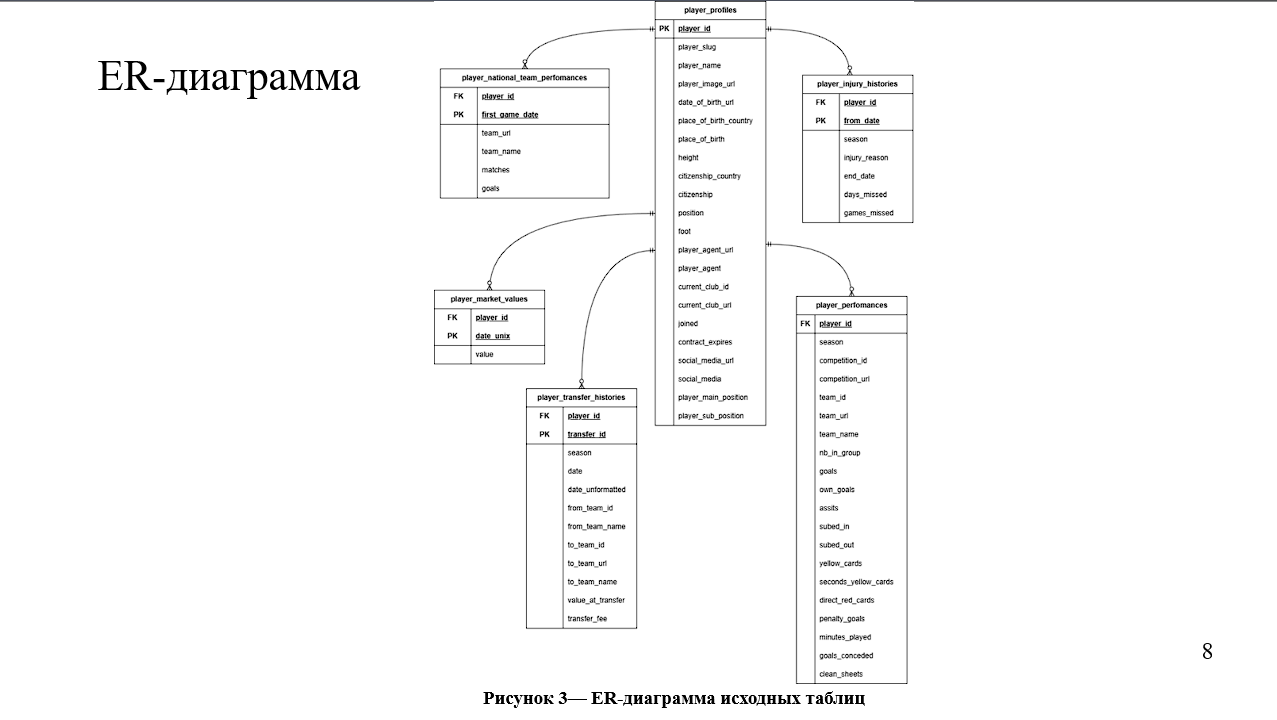 ER-диаграмма
player_profiles
PK player_id
player_slug
player_name
player_image_url
date_of_birth_url
place_of_birth_country
place_of_birth
height
citizenship_country
citizenship
position
foot
player_agent_url
player_agent
current_club_id
current_club_url
joined
contract_expires
social_media_url
social_media
player_main_position
player_sub_position
player_national_team_perfomances
FK player_id
PK first_game_date
team_url
team_name
matches
goals
player_injury_histories
FK player_id
PK from_date
season
injury_reason
end_date
days_missed
games_missed
player_market_values
FK player_id
PK date_unix
value
player_transfer_histories
FK player_id
PK transfer_id
season
date
date_unformatted
from_team_id
from_team_name
to_team_id
to_team_url
to_team_name
value_at_transfer
transfer_fee
player_perfomances
FK player_id
season
competition_id
competition_url
team_id
team_url
team_name
nb_in_group
goals
own_goals
assits
subed_in
subed_out
yellow_cards
seconds_yellow_cards
direct_red_cards
penalty_goals
minutes_played
goals_conceded
clean_sheets
8
Рисунок 3— ER-диаграмма исходных таблиц